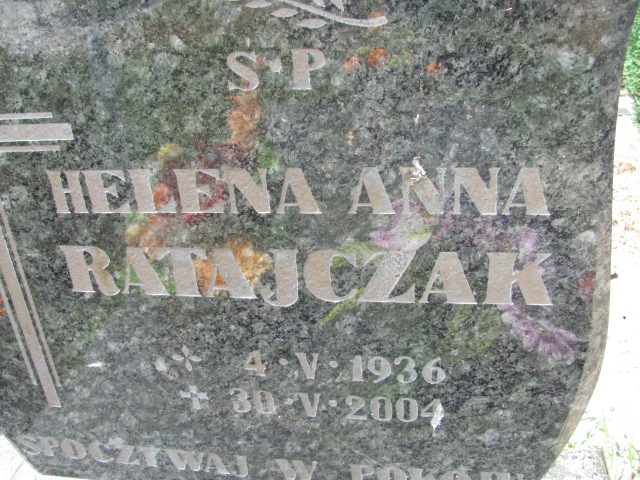 S·P
HELENA ANNA
RATAJCZAK
4·V·1936
30·V·2004
SPOCZYWAJ W POKOJU